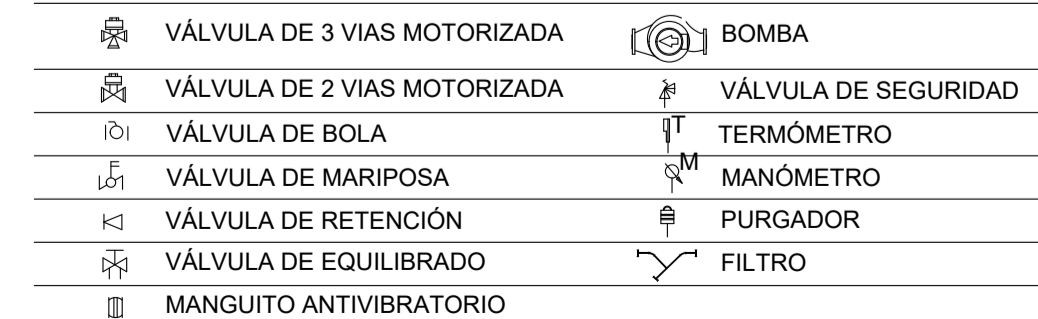 VÁLVULA DE 3 VIAS MOTORIZADA
BOMBA
VÁLVULA DE 2 VIAS MOTORIZADA
VÁLVULA DE SEGURIDAD
VÁLVULA DE BOLA
T
TERMÓMETRO
VÁLVULA DE MARIPOSA
M
MANÓMETRO
VÁLVULA DE RETENCIÓN
PURGADOR
VÁLVULA DE EQUILIBRADO
FILTRO
MANGUITO ANTIVIBRATORIO